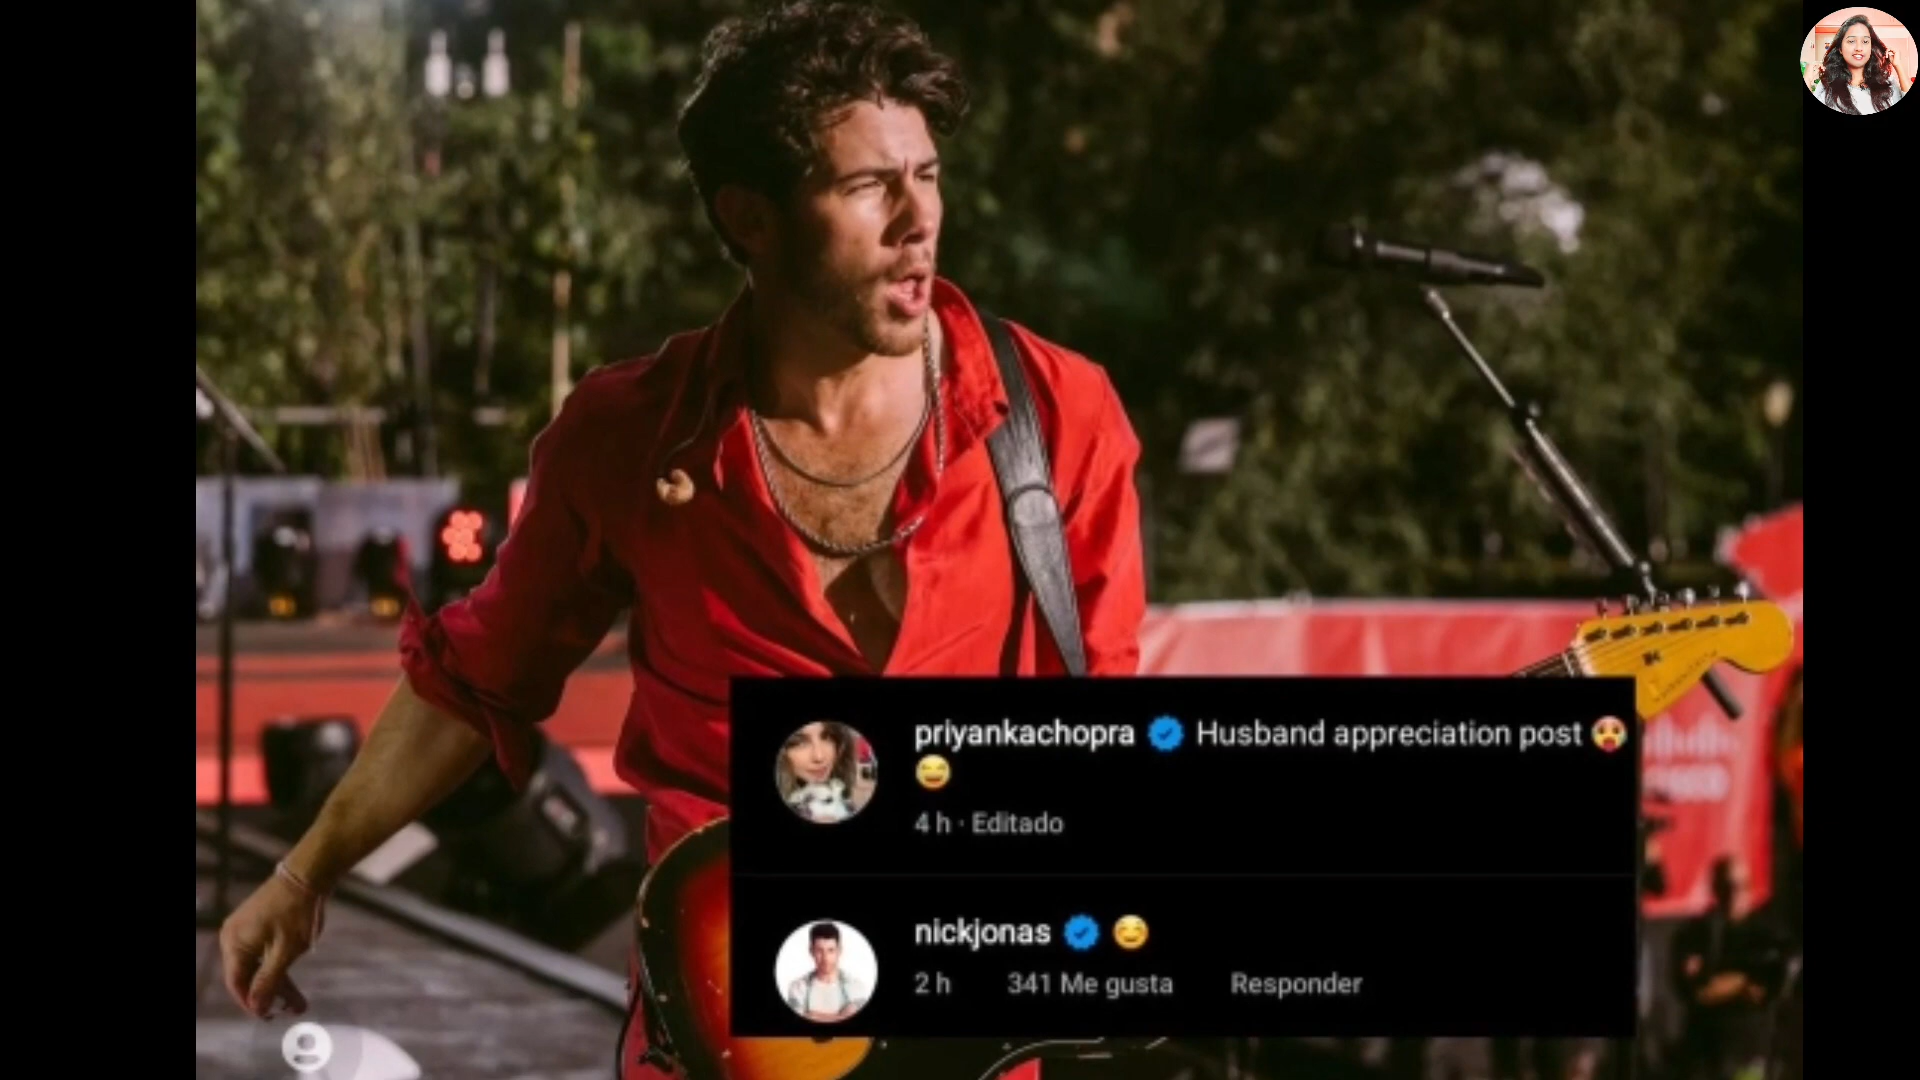 priyankachopra Husband appreciation post 🥵
😅
4 h · Editado
nickjonas 😊
2 h 341 Me gusta Responder